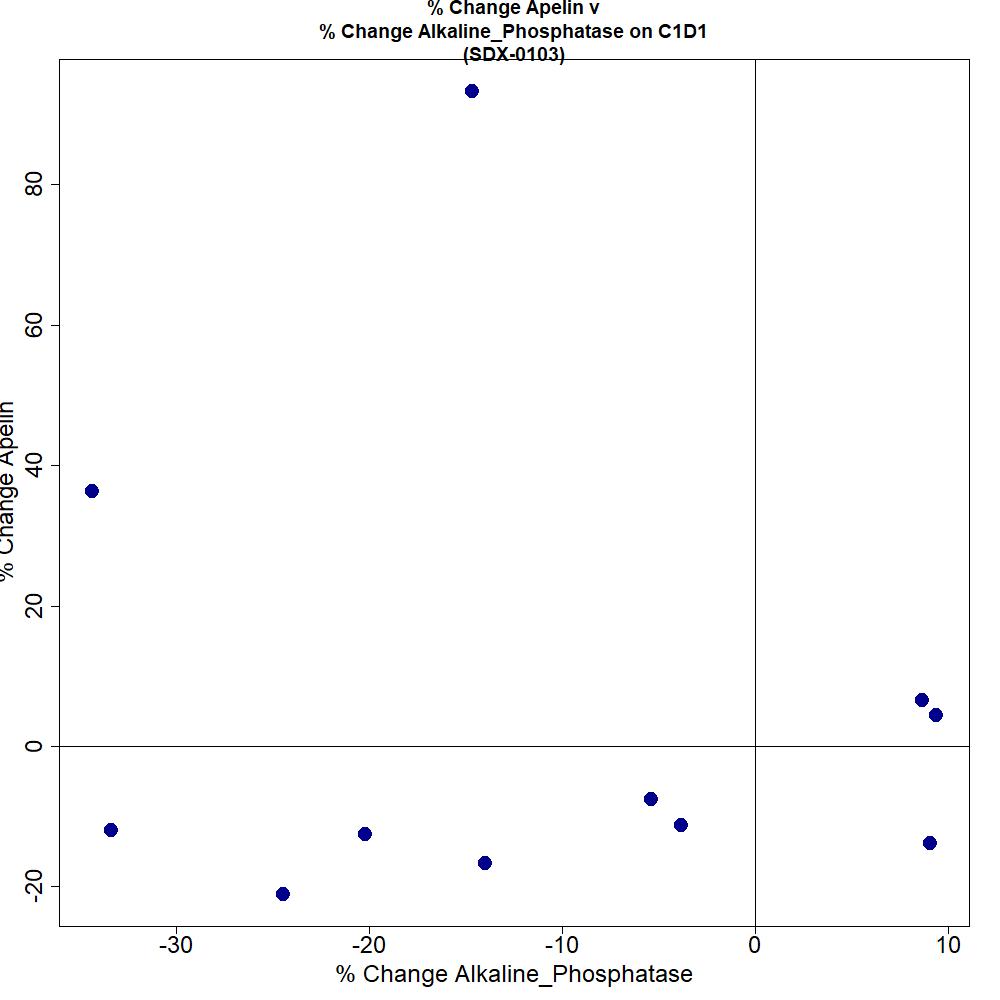 % Change Apelin v
% Change Alkaline_Phosphatase on C1D1
(SDX-0103)
% Change Apelin
80
60
40
20
0
-20
-30
-20
-10
0
10
% Change Alkaline_Phosphatase